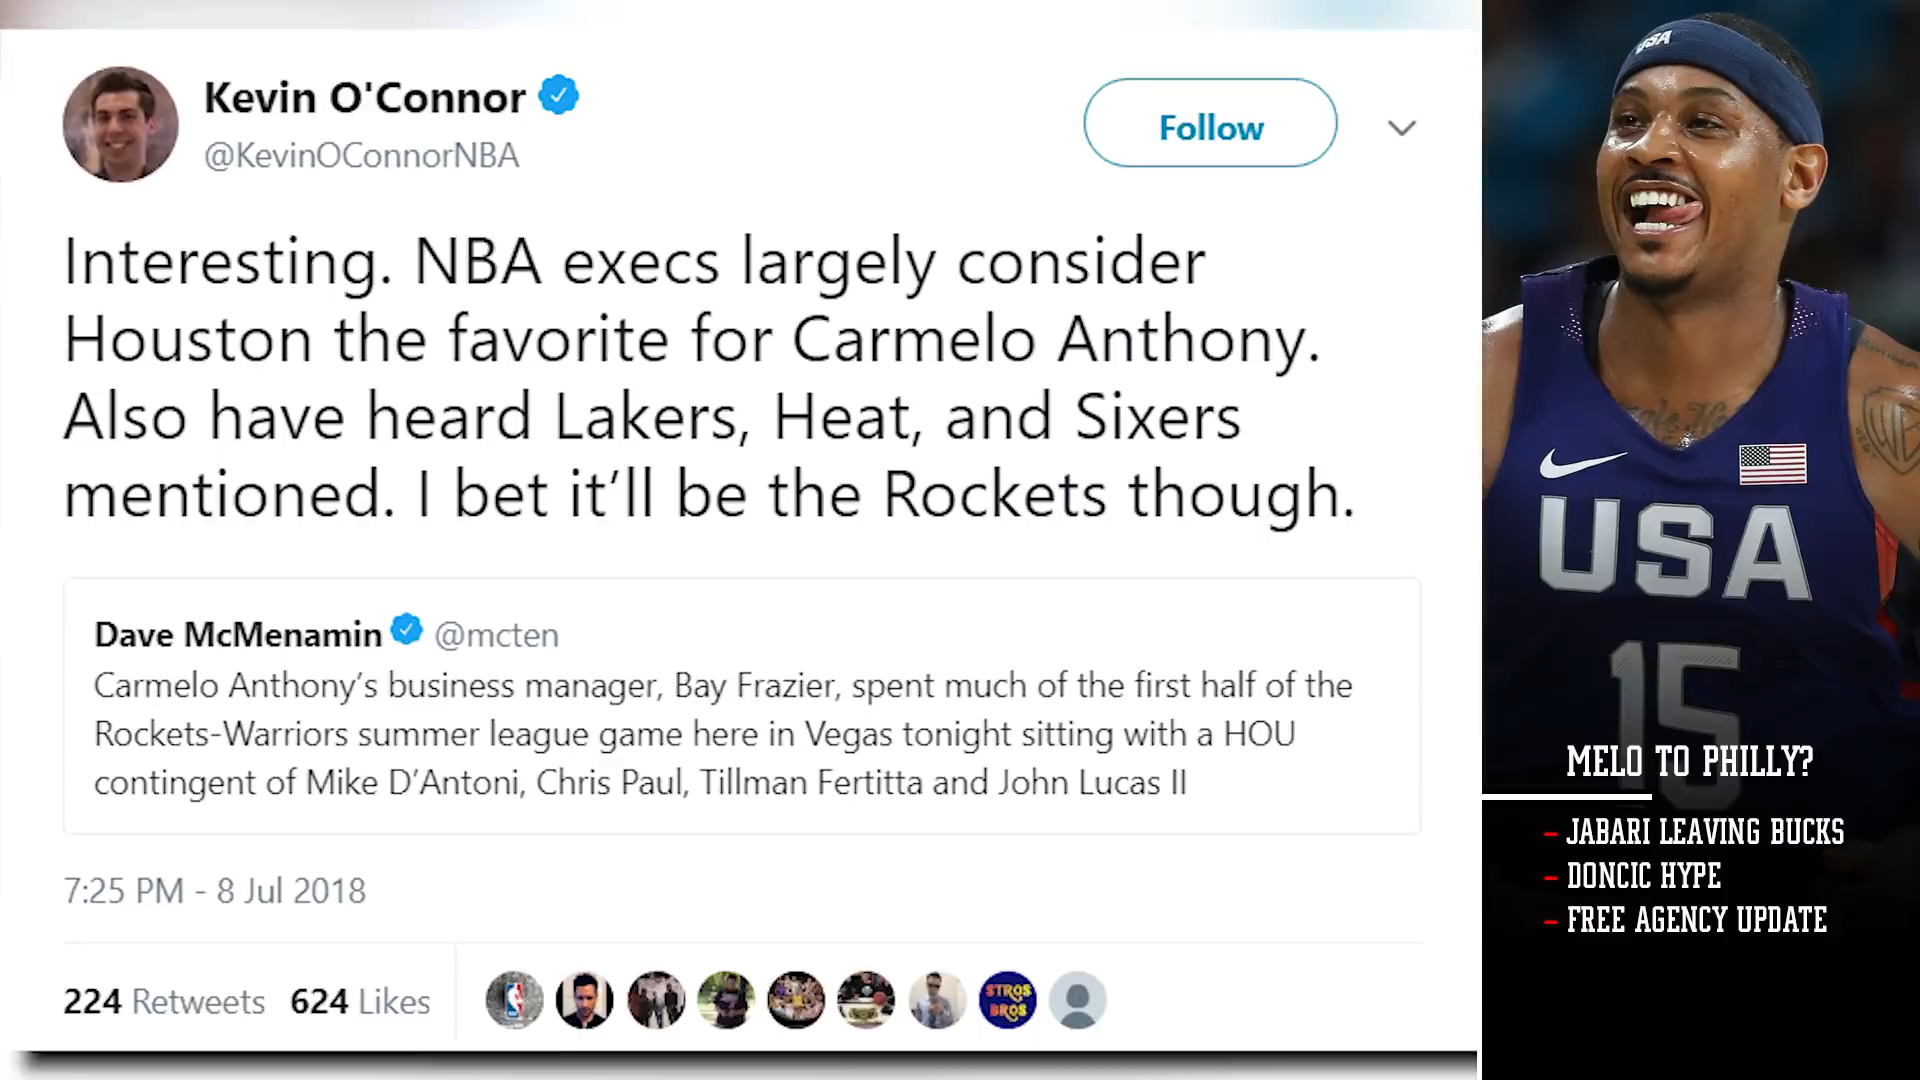 Kevin O'Connor
@KevinOConnorNBA
Follow
Interesting. NBA execs largely consider
Houston the favorite for Carmelo Anthony.
Also have heard Lakers, Heat, and Sixers
mentioned. I bet it’ll be the Rockets though.
Dave McMenamin @mcten
Carmelo Anthony’s business manager, Bay Frazier, spent much of the first half of the
Rockets-Warriors summer league game here in Vegas tonight sitting with a HOU
contingent of Mike D’Antoni, Chris Paul, Tillman Fertitta and John Lucas II
7:25 PM - 8 Jul 2018
224 Retweets 624 Likes
STROS
BROS
USA
USA
15
MELO TO PHILLY?
- JABARI LEAVING BUCKS
- DONCIC HYPE
- FREE AGENCY UPDATE